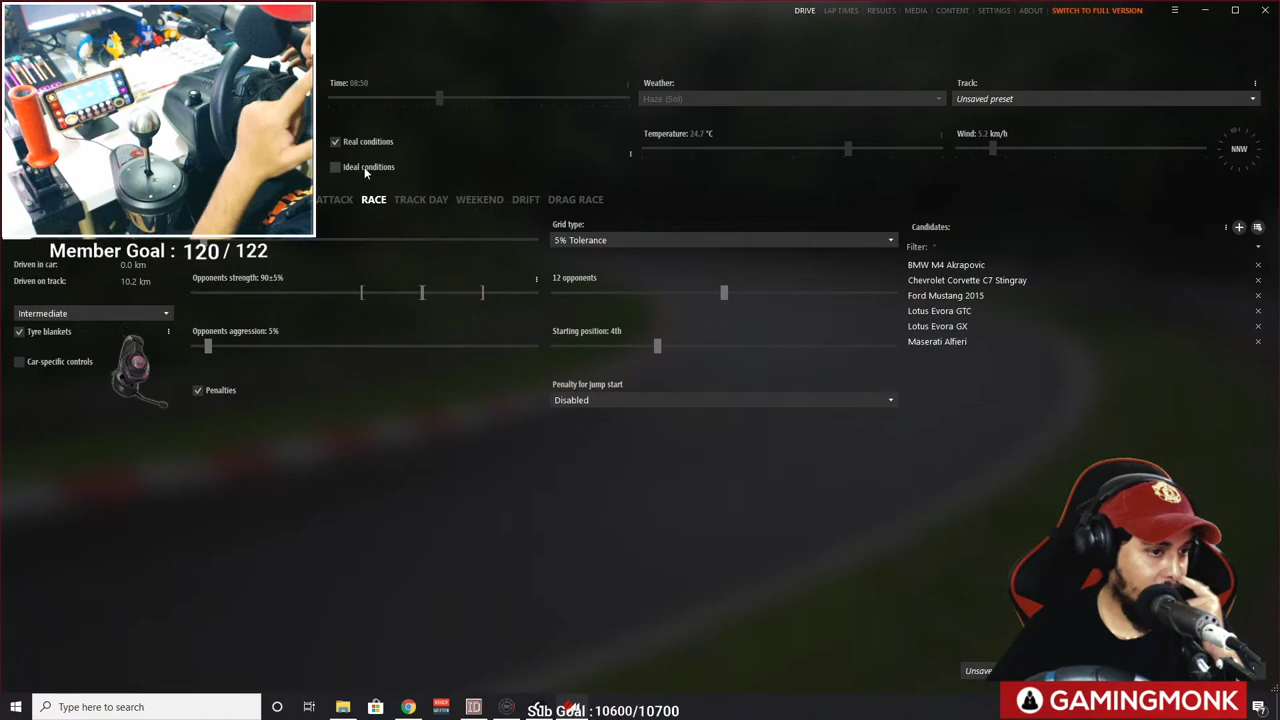 DRIVE LAP TIMES RESULTS MEDIA CONTENT SETTINGS ABOUT SWITCH TO FULL VERSION
Time: 08:50
Weather:
Track:
Haze (Sol)
Unsaved preset
Real conditions
Temperature: 24.7 °C
Wind: 5.2 km/h
NNW
Ideal conditions
ATTACK RACE TRACK DAY WEEKEND DRIFT DRAG RACE
Member Goal : 120 / 122
Driven in car: 0.0 km
Driven on track: 10.2 km
Intermediate
Tyre blankets
Car-specific controls
Opponents strength: 90±5%
Opponents aggression: 5%
Penalties
Grid type:
5% Tolerance
12 opponents
Starting position: 4th
Penalty for jump start
Disabled
Candidates:
Filter:
BMW M4 Akrapovic
Chevrolet Corvette C7 Stingray
Ford Mustang 2015
Lotus Evora GTC
Lotus Evora GX
Maserati Alfieri
Unsave
GAMINGMONK
Type here to search
Sub Goal : 10600/10700